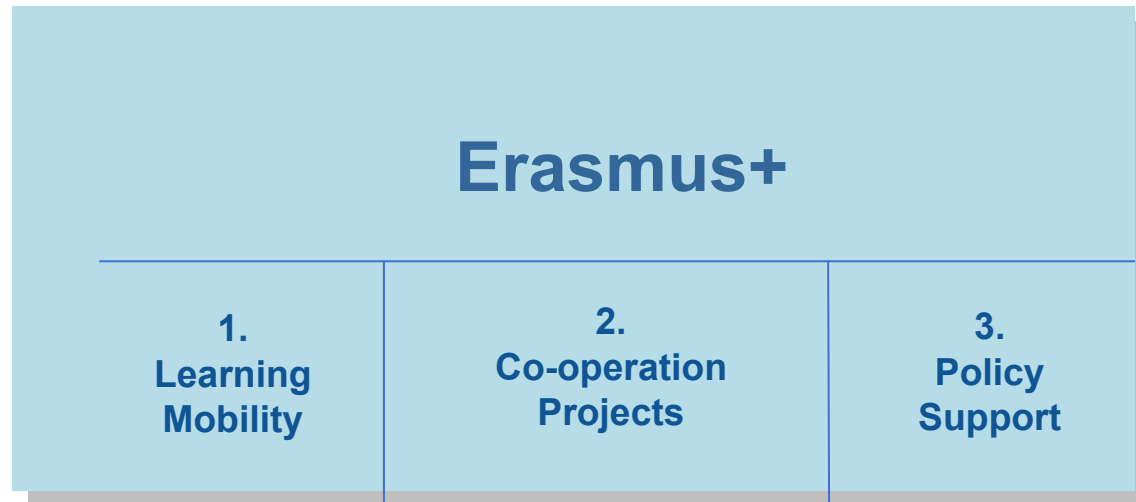 Erasmus+
1.
Learning
Mobility
2.
Co-operation
Projects
3.
Policy
Support